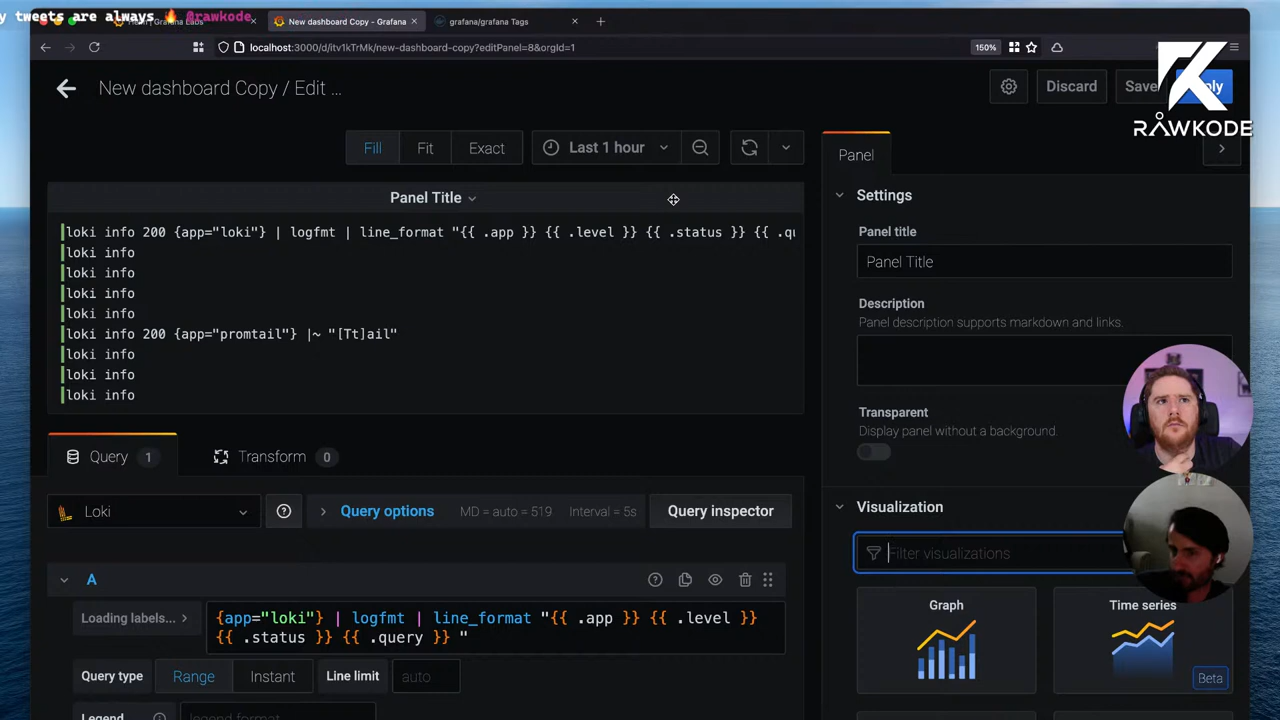 y tweets are always 🔥 @rawkode
Grafana Labs
New dashboard Copy - Grafana
grafana/grafana Tags
localhost:3000/d/itv1kTrMk/new-dashboard-copy?editPanel=8&orgId=1
150%
New dashboard Copy / Edit ...
Discard
Save
RAWKODE
Fill
Fit
Exact
Last 1 hour
Panel
Panel Title
Settings
loki info 200 {app="loki"} | logfmt | line_format "{{ .app }} {{ .level }} {{ .status }} {{ .qu
loki info
loki info
loki info
loki info
loki info 200 {app="promtail"} |~ "[Tt]ail"
loki info
loki info
loki info
Panel title
Panel Title
Description
Panel description supports markdown and links.
Transparent
Display panel without a background.
Query 1
Transform 0
Visualization
Loki
Query options
MD = auto = 519
Interval = 5s
Query inspector
Filter visualizations
A
Graph
Time series
Beta
Loading labels...
{app="loki"} | logfmt | line_format "{{ .app }} {{ .level }}
{{ .status }} {{ .query }} "
Query type
Range
Instant
Line limit
auto
Legend
legend format